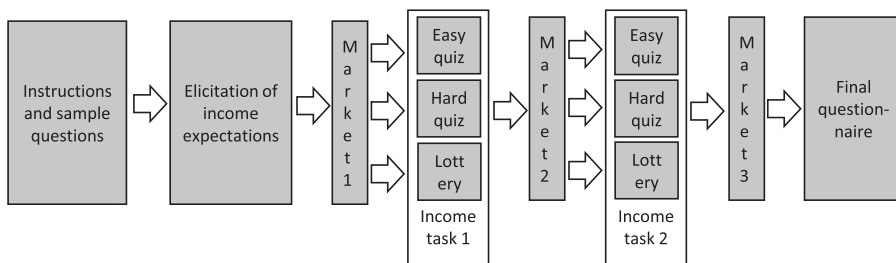 Instructions
and sample
questions
Elicitation of
income
expectations
M
a
r
k
e
t
1
Easy
quiz
Hard
quiz
Lott
ery
Income
task 1
M
a
r
k
e
t
2
Easy
quiz
Hard
quiz
Lott
ery
Income
task 2
M
a
r
k
e
t
3
Final
question-
naire